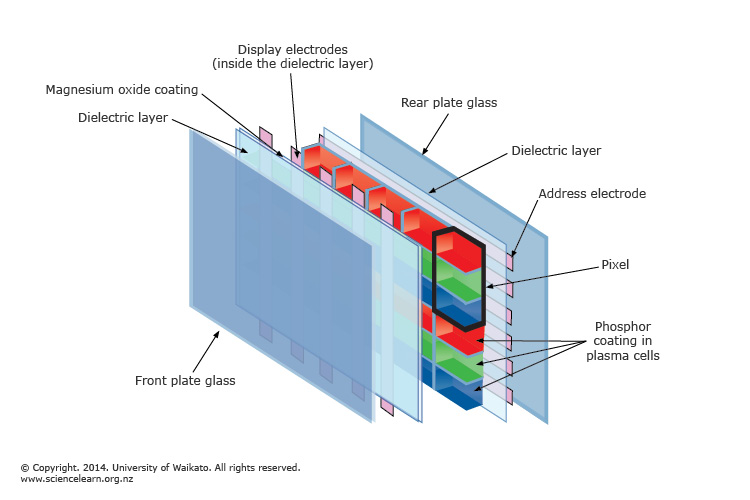 Display electrodes
(inside the dielectric layer)
Magnesium oxide coating
Dielectric layer
Rear plate glass
Dielectric layer
Address electrode
Pixel
Phosphor
coating in
plasma cells
Front plate glass
© Copyright. 2014. University of Waikato. All rights reserved.
www.sciencelearn.org.nz